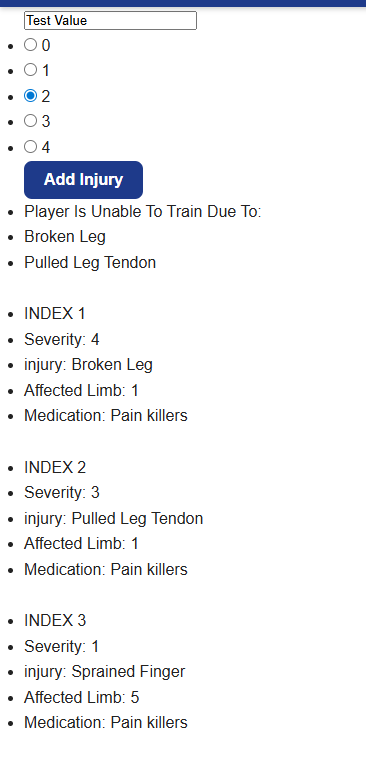 Test Value
0
1
2
3
4
Add Injury
Player Is Unable To Train Due To:
Broken Leg
Pulled Leg Tendon
INDEX 1
Severity: 4
injury: Broken Leg
Affected Limb: 1
Medication: Pain killers
INDEX 2
Severity: 3
injury: Pulled Leg Tendon
Affected Limb: 1
Medication: Pain killers
INDEX 3
Severity: 1
injury: Sprained Finger
Affected Limb: 5
Medication: Pain killers